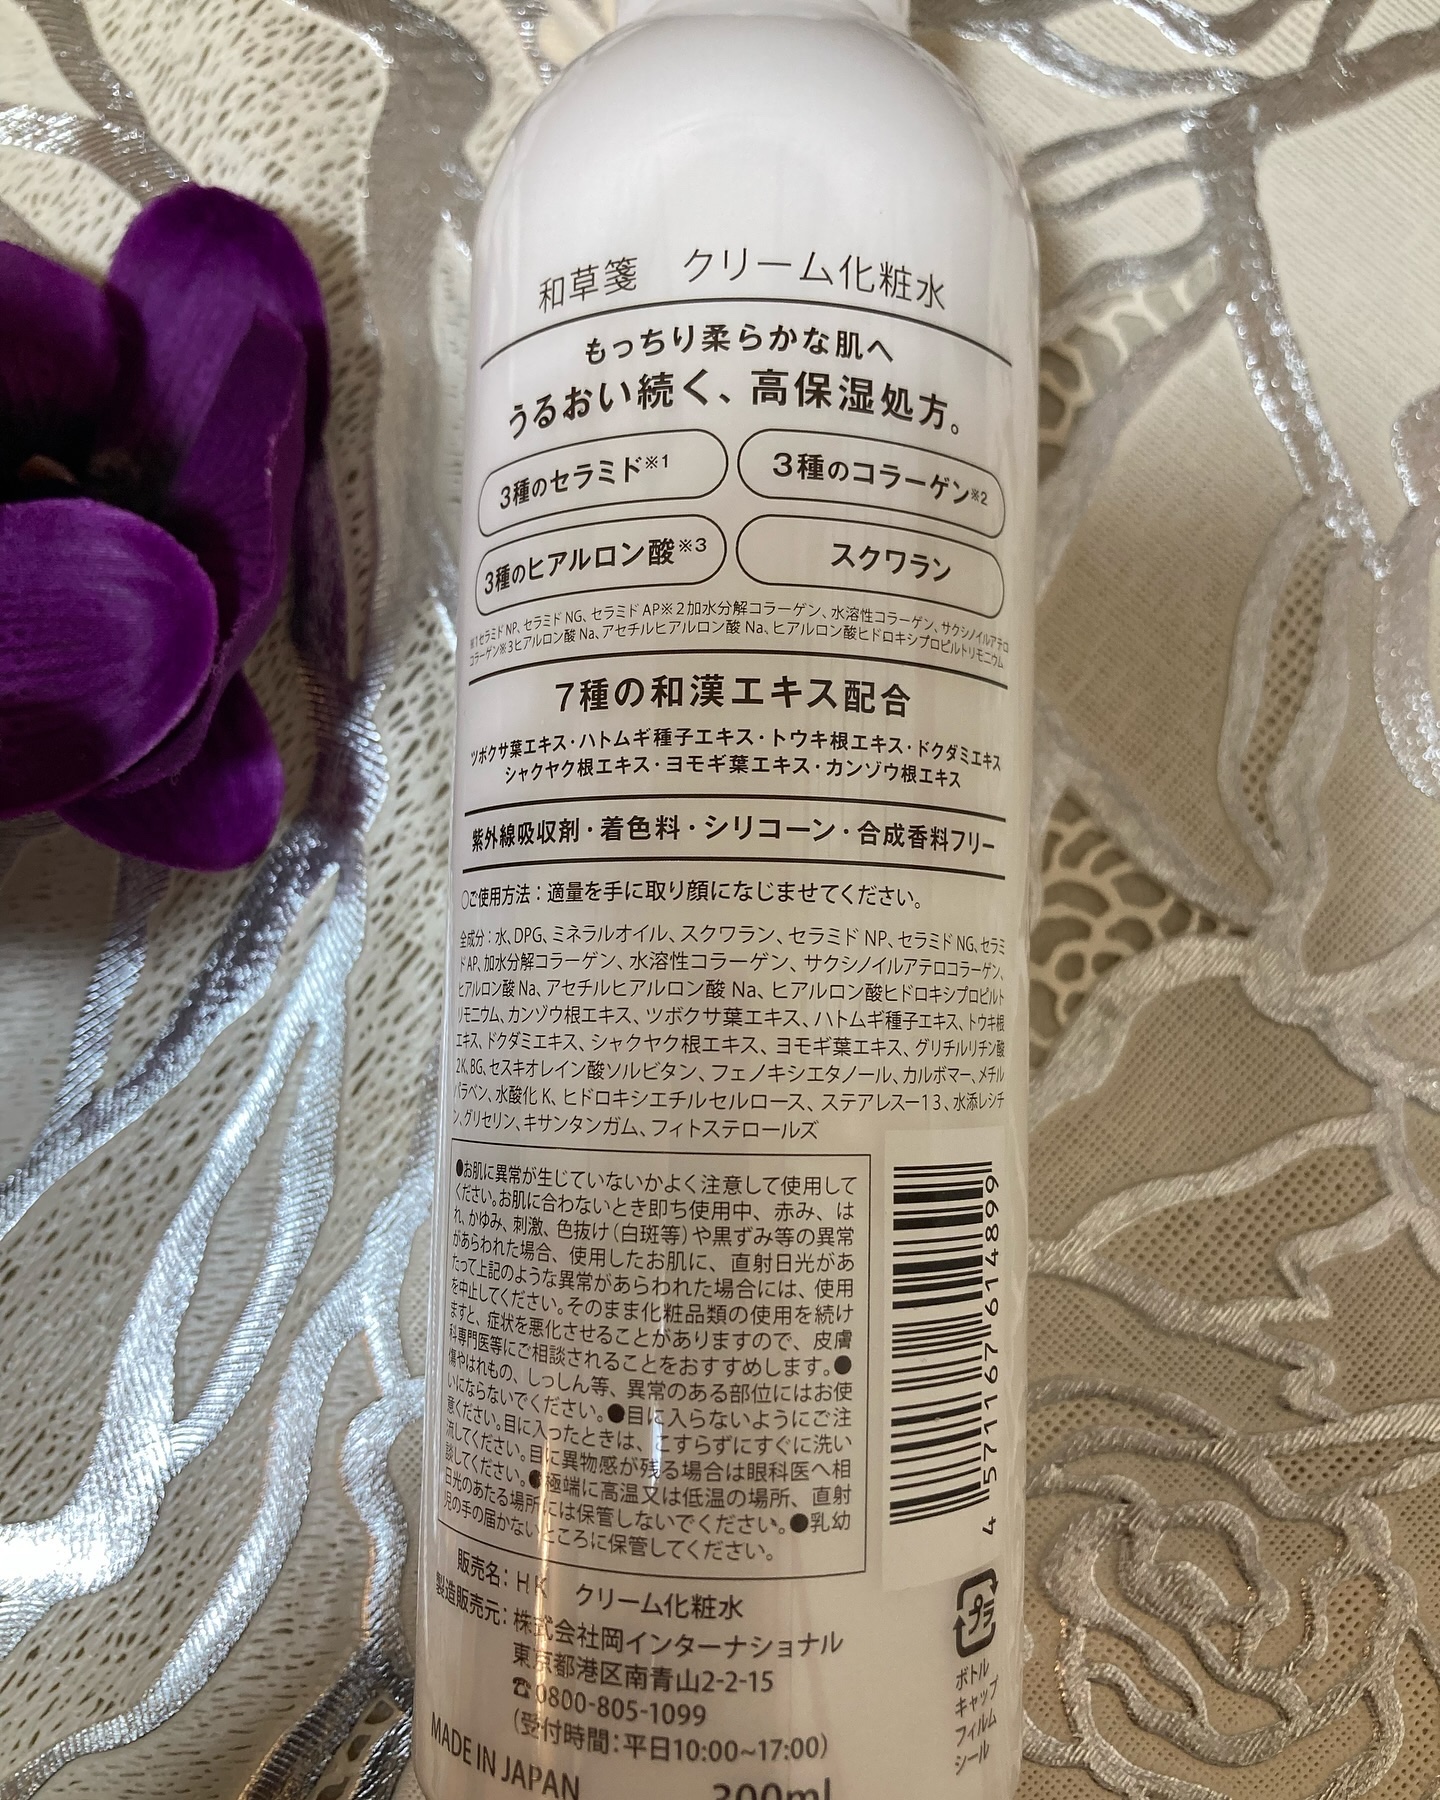 和草箋　クリーム化粧水
もっちり柔らかな肌へ
うるおい続く、高保湿処方。
3種のセラミド※1
3種のコラーゲン※2
3種のヒアルロン酸※3
スクワラン
※1セラミド NP、セラミド NG、セラミド AP※2加水分解コラーゲン、水溶性コラーゲン、サクシノイルアテロ
コラーゲン※3ヒアルロン酸 Na、アセチルヒアルロン酸 Na、ヒアルロン酸ヒドロキシプロピルトリモニウム
7種の和漢エキス配合
ツボクサ葉エキス・ハトムギ種子エキス・トウキ根エキス・ドクダミエキス
シャクヤク根エキス・ヨモギ葉エキス・カンゾウ根エキス
紫外線吸収剤・着色料・シリコーン・合成香料フリー
○ご使用方法：適量を手に取り顔になじませてください。
全成分：水、DPG、ミネラルオイル、スクワラン、セラミド NP、セラミド NG、セラミ
ド AP、加水分解コラーゲン、水溶性コラーゲン、サクシノイルアテロコラーゲン、
ヒアルロン酸 Na、アセチルヒアルロン酸 Na、ヒアルロン酸ヒドロキシプロピルト
リモニウム、カンゾウ根エキス、ツボクサ葉エキス、ハトムギ種子エキス、トウキ根
エキス、ドクダミエキス、シャクヤク根エキス、ヨモギ葉エキス、グリチルリチン酸
2K、BG、セスキオレイン酸ソルビタン、フェノキシエタノール、カルボマー、メチル
パラベン、水酸化 K、ヒドロキシエチルセルロース、ステアレス－13、水添レシチ
ン、グリセリン、キサンタンガム、フィトステロールズ
●お肌に異常が生じていないかよく注意して使用して
ください。お肌に合わないとき即ち使用中、赤み、は
れ、かゆみ、刺激、色抜け（白斑等）や黒ずみ等の異常
があらわれた場合、使用したお肌に、直射日光があ
たって上記のような異常があらわれた場合には、使用
を中止してください。そのまま化粧品類の使用を続け
ますと、症状を悪化させることがありますので、皮膚
科専門医等にご相談されることをおすすめします。●
傷やはれもの、しっしん等、異常のある部位にはお使
いにならないでください。●目に入らないようにご注
意ください。目に入ったときは、こすらずにすぐに洗い
流してください。目に異物感が残る場合は眼科医へ相
談してください。●極端に高温又は低温の場所、直射
日光のあたる場所には保管しないでください。●乳幼
児の手の届かないところに保管してください。
4 571167 614899
販売名：HK　クリーム化粧水
製造販売元：株式会社岡インターナショナル
東京都港区南青山2-2-15
☎0800-805-1099
（受付時間：平日10:00~17:00）
MADE IN JAPAN
300ml
プラ
ボトル
キャップ
フィルム
シール